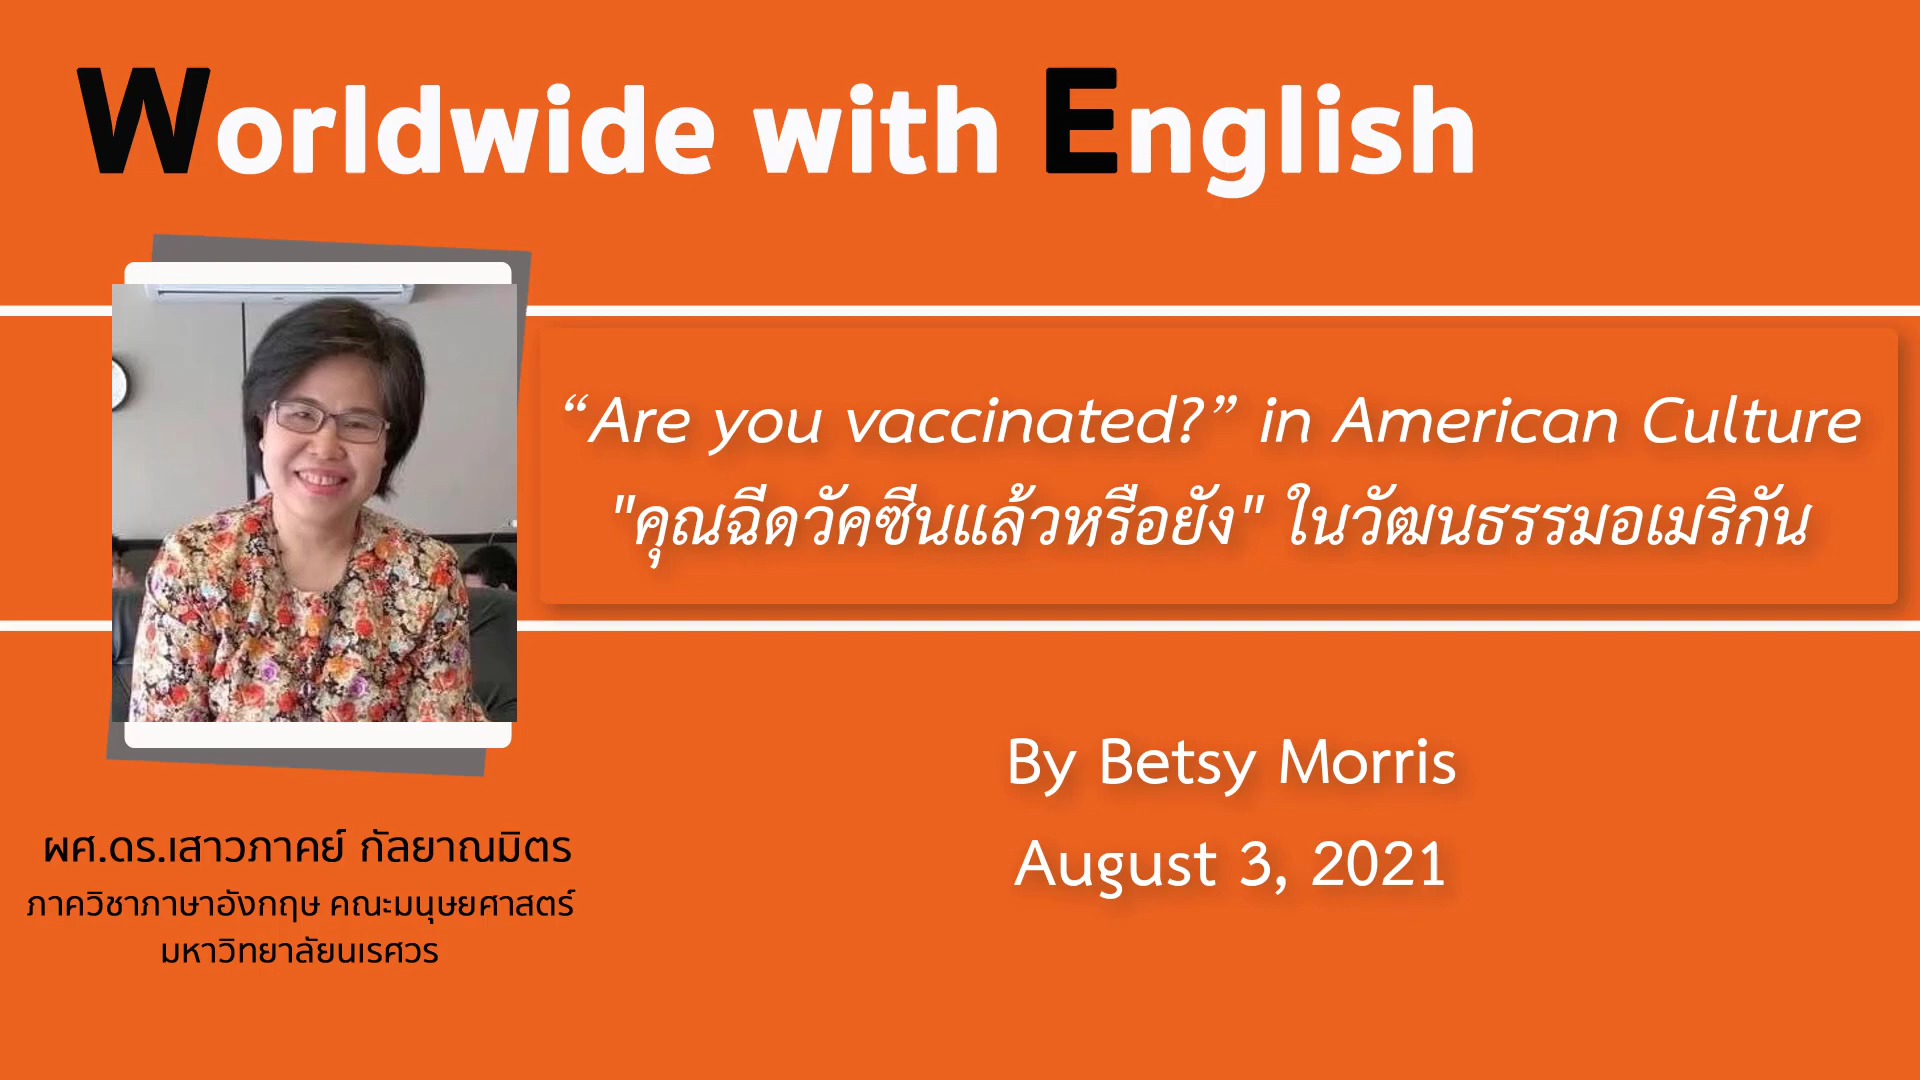 Worldwide with English
“Are you vaccinated?” in American Culture
"คุณฉีดวัคซีนแล้วหรือยัง" ในวัฒนธรรมอเมริกัน
By Betsy Morris
August 3, 2021
ผศ.ดร.เสาวภาคย์ กัลยาณมิตร
ภาควิชาภาษาอังกฤษ คณะมนุษยศาสตร์
มหาวิทยาลัยนเรศวร